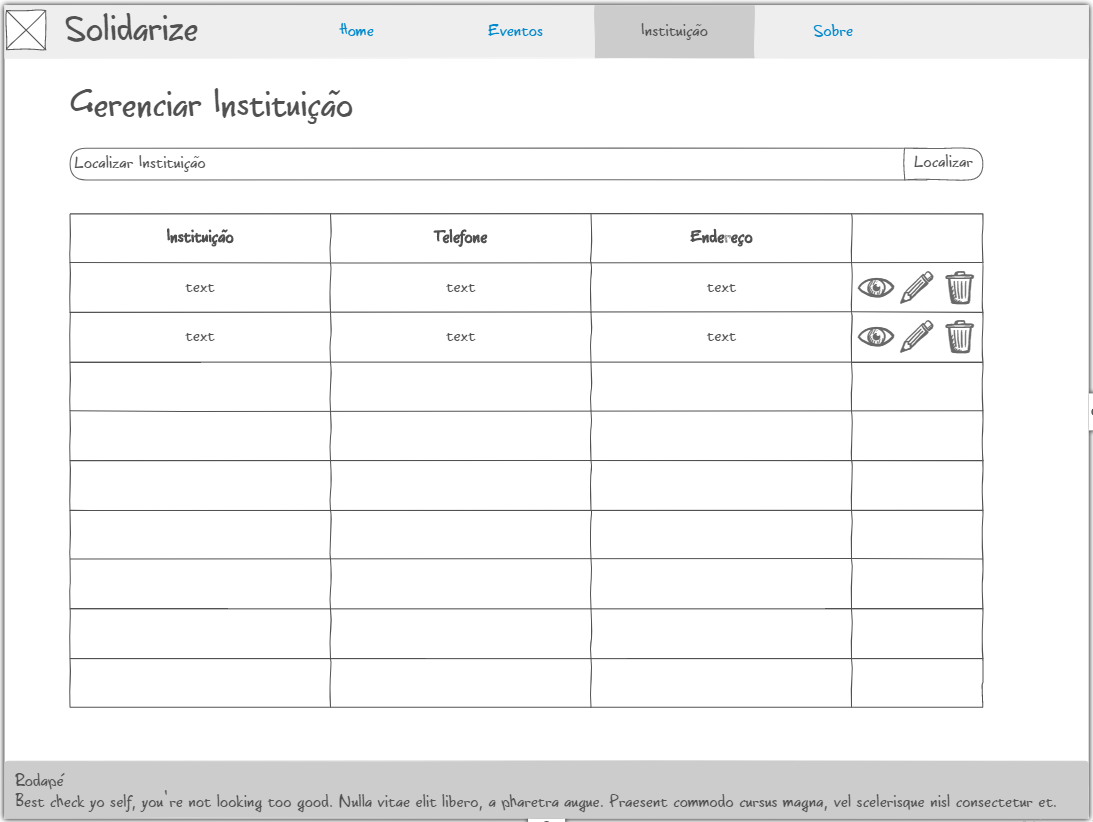 Solidarize Home Eventos Instituição Sobre
Gerenciar Instituição
Localizar Instituição Localizar
Instituição Telefone Endereço
text text text
text text text
Rodapé
Best check yo self, you're not looking too good. Nulla vitae elit libero, a pharetra augue. Praesent commodo cursus magna, vel scelerisque nisl consectetur et.